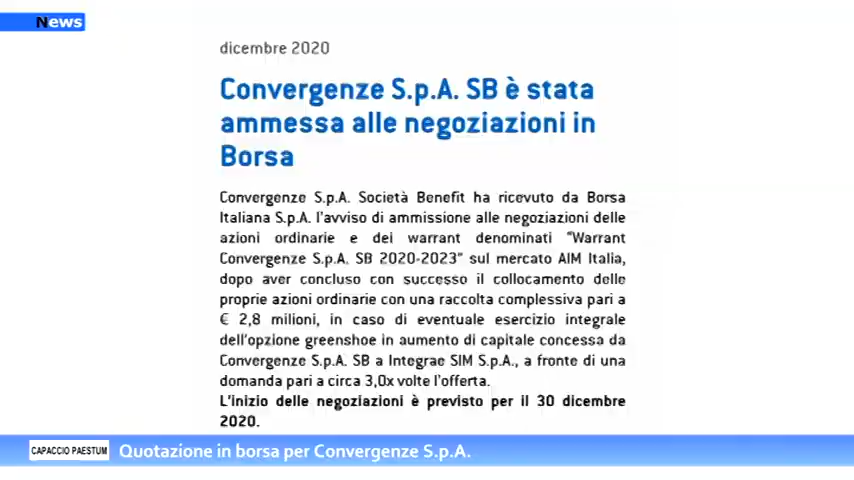 News
dicembre 2020
Convergenze S.p.A. SB è stata
ammessa alle negoziazioni in
Borsa
Convergenze S.p.A. Società Benefit ha ricevuto da Borsa
Italiana S.p.A. l'avviso di ammissione alle negoziazioni delle
azioni ordinarie e dei warrant denominati “Warrant
Convergenze S.p.A. SB 2020-2023” sul mercato AIM Italia,
dopo aver concluso con successo il collocamento delle
proprie azioni ordinarie con una raccolta complessiva pari a
€ 2,8 milioni, in caso di eventuale esercizio integrale
dell'opzione greenshoe in aumento di capitale concessa da
Convergenze S.p.A. SB a Integrae SIM S.p.A., a fronte di una
domanda pari a circa 3,0x volte l'offerta.
L'inizio delle negoziazioni è previsto per il 30 dicembre
2020.
CAPACCIO PAESTUM Quotazione in borsa per Convergenze S.p.A.